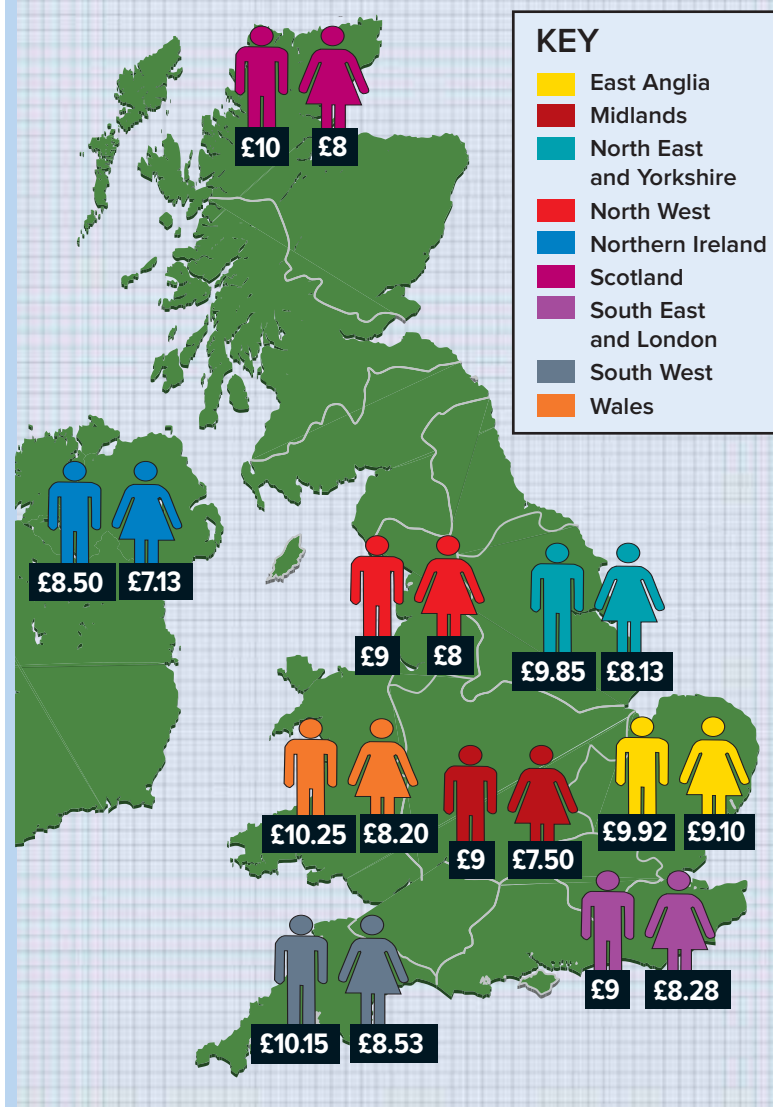 KEY
East Anglia
Midlands
North East
and Yorkshire
North West
Northern Ireland
Scotland
South East
and London
South West
Wales
£10 £8
£8.50 £7.13
£9 £8
£9.85 £8.13
£10.25 £8.20
£9 £7.50
£9.92 £9.10
£9 £8.28
£10.15 £8.53